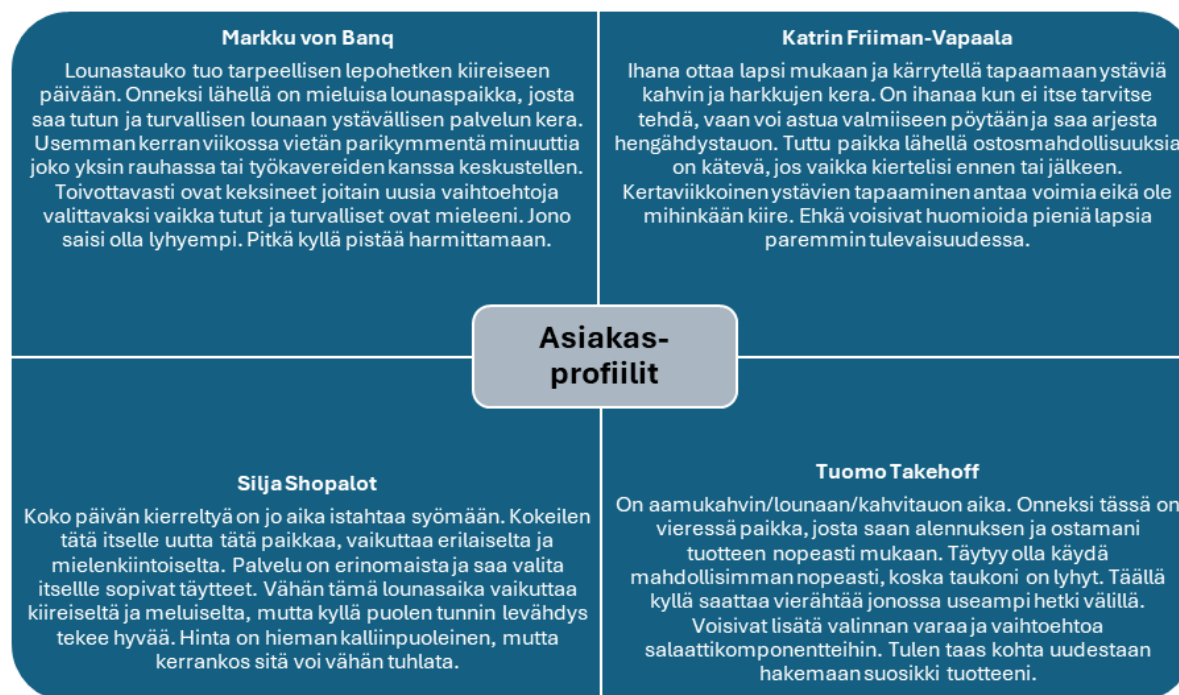 Markku von Banq
Lounastauko tuo tarpeellisen lepohetken kiireiseen
päivään. Onneksi lähellä on mieluisa lounaspaikka, josta
saa tutun ja turvallisen lounaan ystävällisen palvelun kera.
Usemman kerran viikossa vietän parikymmentä minuuttia
joko yksin rauhassa tai työkavereiden kanssa keskustellen.
Toivottavasti ovat keksineet joitain uusia vaihtoehtoja
valittavaksi vaikka tutut ja turvalliset ovat mieleeni. Jono
saisi olla lyhyempi. Pitkä kyllä pistää harmittamaan.
Katrin Friiman-Vapaala
Ihana ottaa lapsi mukaan ja kärrytellä tapaamaan ystäviä
kahvin ja harkkujen kera. On ihanaa kun ei itse tarvitse
tehdä, vaan voi astua valmiiseen pöytään ja saa arjesta
hengähdystauon. Tuttu paikka lähellä ostosmahdollisuuksia
on kätevä, jos vaikka kiertelisi ennen tai jälkeen.
Kertaviikkoinen ystävien tapaaminen antaa voimia eikä ole
mihinkään kiire. Ehkä voisivat huomioida pieniä lapsia
paremmin tulevaisuudessa.
Asiakas-
profiilit
Silja Shopalot
Koko päivän kierreltyä on jo aika istahtaa syömään. Kokeilen
tätä itselle uutta tätä paikkaa, vaikuttaa erilaiselta ja
mielenkiintoiselta. Palvelu on erinomaista ja saa valita
itsellle sopivat täytteet. Vähän tämä lounasaika vaikuttaa
kiireiseltä ja meluiselta, mutta kyllä puolen tunnin levähdys
tekee hyvää. Hinta on hieman kalliinpuoleinen, mutta
kerrankos sitä voi vähän tuhlata.
Tuomo Takehoff
On aamukahvin/lounaan/kahvitauon aika. Onneksi tässä on
vieressä paikka, josta saan alennuksen ja ostamani
tuotteen nopeasti mukaan. Täytyy olla käydä
mahdollisimman nopeasti, koska taukoni on lyhyt. Täällä
kyllä saattaa vierähtää jonossa useampi hetki välillä.
Voisivat lisätä valinnan varaa ja vaihtoehtoa
salaattikomponentteihin. Tulen taas kohta uudestaan
hakemaan suosikki tuotteeni.